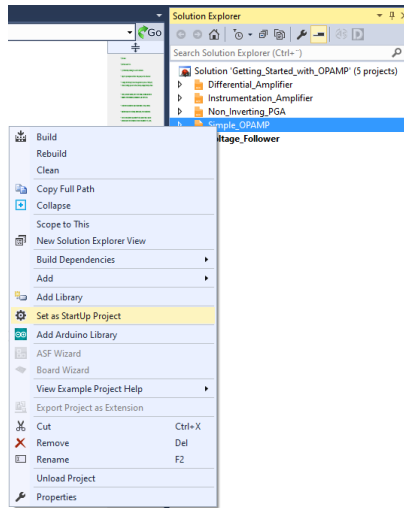 Go
Solution Explorer
Search Solution Explorer (Ctrl+¨)
Solution 'Getting_Started_with_OPAMP' (5 projects)
Differential_Amplifier
Instrumentation_Amplifier
Non_Inverting_PGA
Simple_OPAMP
oltage_Follower
Build
Rebuild
Clean
Copy Full Path
Collapse
Scope to This
New Solution Explorer View
Build Dependencies
Add
Add Library
Set as StartUp Project
Add Arduino Library
ASF Wizard
Board Wizard
View Example Project Help
Export Project as Extension
Cut Ctrl+X
Remove Del
Rename F2
Unload Project
Properties